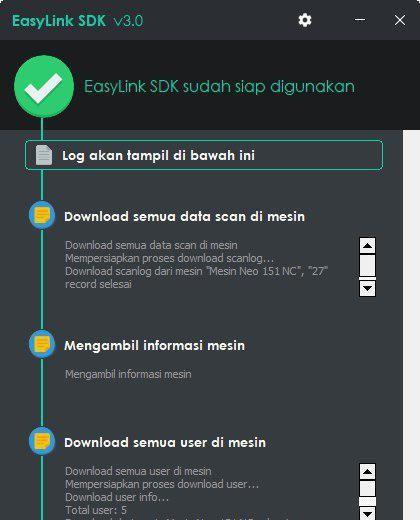 EasyLink SDK v3.0
EasyLink SDK sudah siap digunakan
Log akan tampil di bawah ini
Download semua data scan di mesin
Download semua data scan di mesin
Mempersiapkan proses download scanlog...
Download scanlog dari mesin "Mesin Neo 151 NC", "27"
record selesai
Mengambil informasi mesin
Mengambil informasi mesin
Download semua user di mesin
Download semua user di mesin
Mempersiapkan proses download user...
Download user info...
Total user: 5